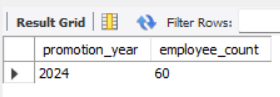 Result Grid Filter Rows:
promotion_year employee_count
2024 60